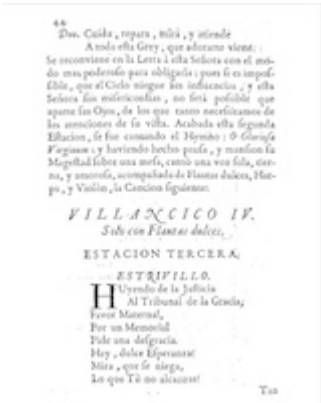 44
Duo. Cuida, repara, mira, y atiende
A toda esta Grey, que adorarte viene.
Se reconviene en la Letra à esta Señora con el mo-
do mas poderoso para obligarla; pues si es impos-
sible, que el Cielo niegue sus influencias, y esta
Señora sus misericordias, no serà possible que
aparte sus Ojos, de los que tanto necessitamos de
las atenciones de su vista. Acabada esta segunda
Estacion, se fue cantando el Hymno: O Gloriosa
Virginum: y haviendo hecho pausa, y mansion su
Magestad sobre una mesa, cantò una voz sola, tier-
na, y amorosa, acompañada de Flautas dulces, Har-
pa, y Violòn, la Cancion siguiente:
VILLANCICO IV.
Solo con Flautas dulces.
ESTACION TERCERA.
ESTRIVILLO.
HUyendo de la Justicia
Al Tribunal de la Gracia,
Favor Maternal,
Por un Memorial
Pide una desgracia.
Hay, dulce Esperanza!
Mira, que se niega,
Lo que Tù no alcanzas!